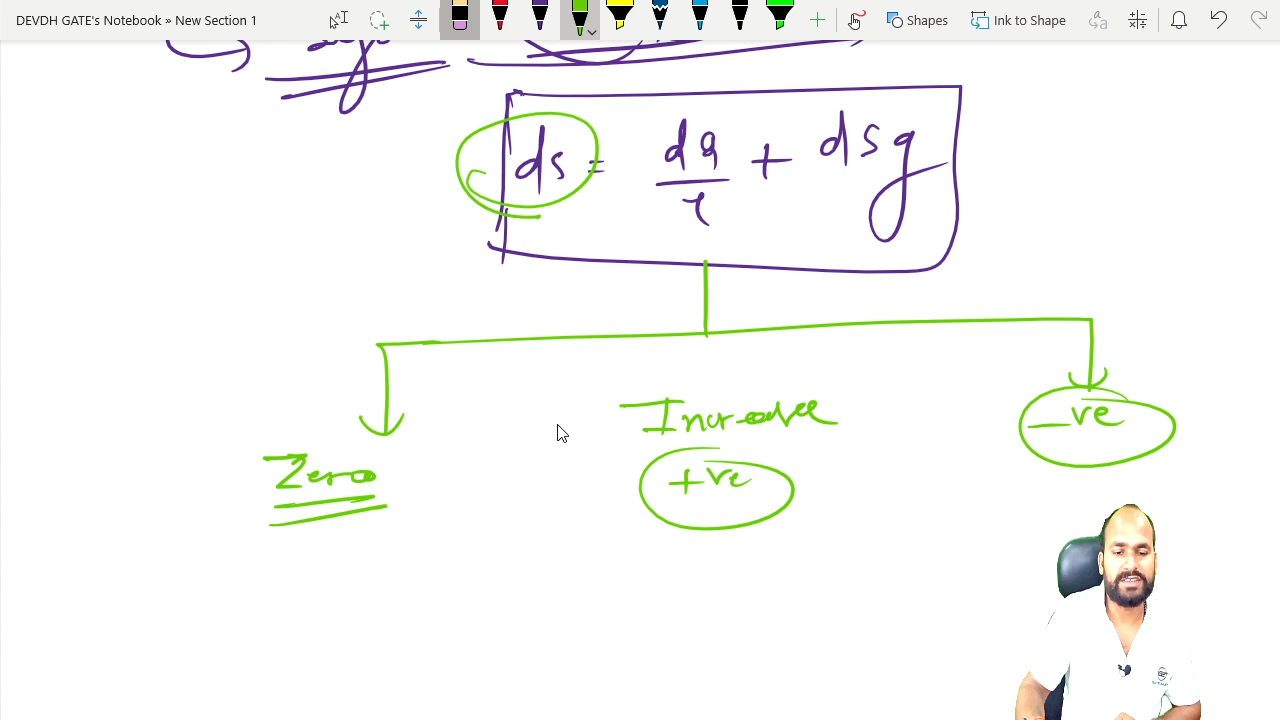 DEVDH GATE's Notebook » New Section 1
Shapes
Ink to Shape
ds = dq/T + dsg
Increase
-ve
Zero
+ve